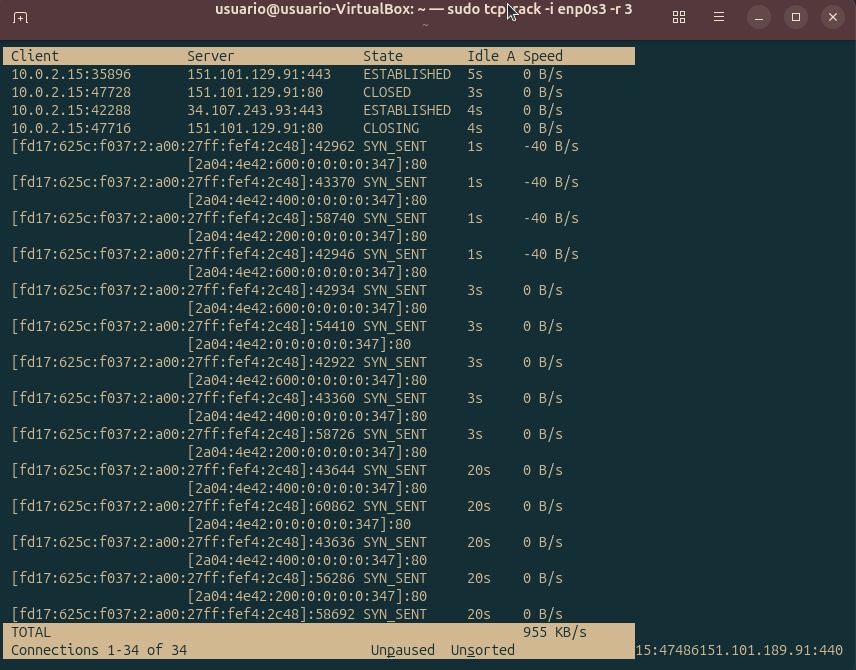 usuario@usuario-VirtualBox: ~ — sudo tcptrack -i enp0s3 -r 3
~
Client Server State Idle A Speed
10.0.2.15:35896 151.101.129.91:443 ESTABLISHED 5s 0 B/s
10.0.2.15:47728 151.101.129.91:80 CLOSED 3s 0 B/s
10.0.2.15:42288 34.107.243.93:443 ESTABLISHED 4s 0 B/s
10.0.2.15:47716 151.101.129.91:80 CLOSING 4s 0 B/s
[fd17:625c:f037:2:a00:27ff:fef4:2c48]:42962 SYN_SENT 1s -40 B/s
[2a04:4e42:600:0:0:0:0:347]:80
[fd17:625c:f037:2:a00:27ff:fef4:2c48]:43370 SYN_SENT 1s -40 B/s
[2a04:4e42:400:0:0:0:0:347]:80
[fd17:625c:f037:2:a00:27ff:fef4:2c48]:58740 SYN_SENT 1s -40 B/s
[2a04:4e42:200:0:0:0:0:347]:80
[fd17:625c:f037:2:a00:27ff:fef4:2c48]:42946 SYN_SENT 1s -40 B/s
[2a04:4e42:600:0:0:0:0:347]:80
[fd17:625c:f037:2:a00:27ff:fef4:2c48]:42934 SYN_SENT 3s 0 B/s
[2a04:4e42:600:0:0:0:0:347]:80
[fd17:625c:f037:2:a00:27ff:fef4:2c48]:54410 SYN_SENT 3s 0 B/s
[2a04:4e42:0:0:0:0:0:347]:80
[fd17:625c:f037:2:a00:27ff:fef4:2c48]:42922 SYN_SENT 3s 0 B/s
[2a04:4e42:600:0:0:0:0:347]:80
[fd17:625c:f037:2:a00:27ff:fef4:2c48]:43360 SYN_SENT 3s 0 B/s
[2a04:4e42:400:0:0:0:0:347]:80
[fd17:625c:f037:2:a00:27ff:fef4:2c48]:58726 SYN_SENT 3s 0 B/s
[2a04:4e42:200:0:0:0:0:347]:80
[fd17:625c:f037:2:a00:27ff:fef4:2c48]:43644 SYN_SENT 20s 0 B/s
[2a04:4e42:400:0:0:0:0:347]:80
[fd17:625c:f037:2:a00:27ff:fef4:2c48]:60862 SYN_SENT 20s 0 B/s
[2a04:4e42:0:0:0:0:0:347]:80
[fd17:625c:f037:2:a00:27ff:fef4:2c48]:43636 SYN_SENT 20s 0 B/s
[2a04:4e42:400:0:0:0:0:347]:80
[fd17:625c:f037:2:a00:27ff:fef4:2c48]:56286 SYN_SENT 20s 0 B/s
[2a04:4e42:200:0:0:0:0:347]:80
[fd17:625c:f037:2:a00:27ff:fef4:2c48]:58692 SYN_SENT 20s 0 B/s
TOTAL 955 KB/s
Connections 1-34 of 34 Unpaused Unsorted 15:47486151.101.189.91:440